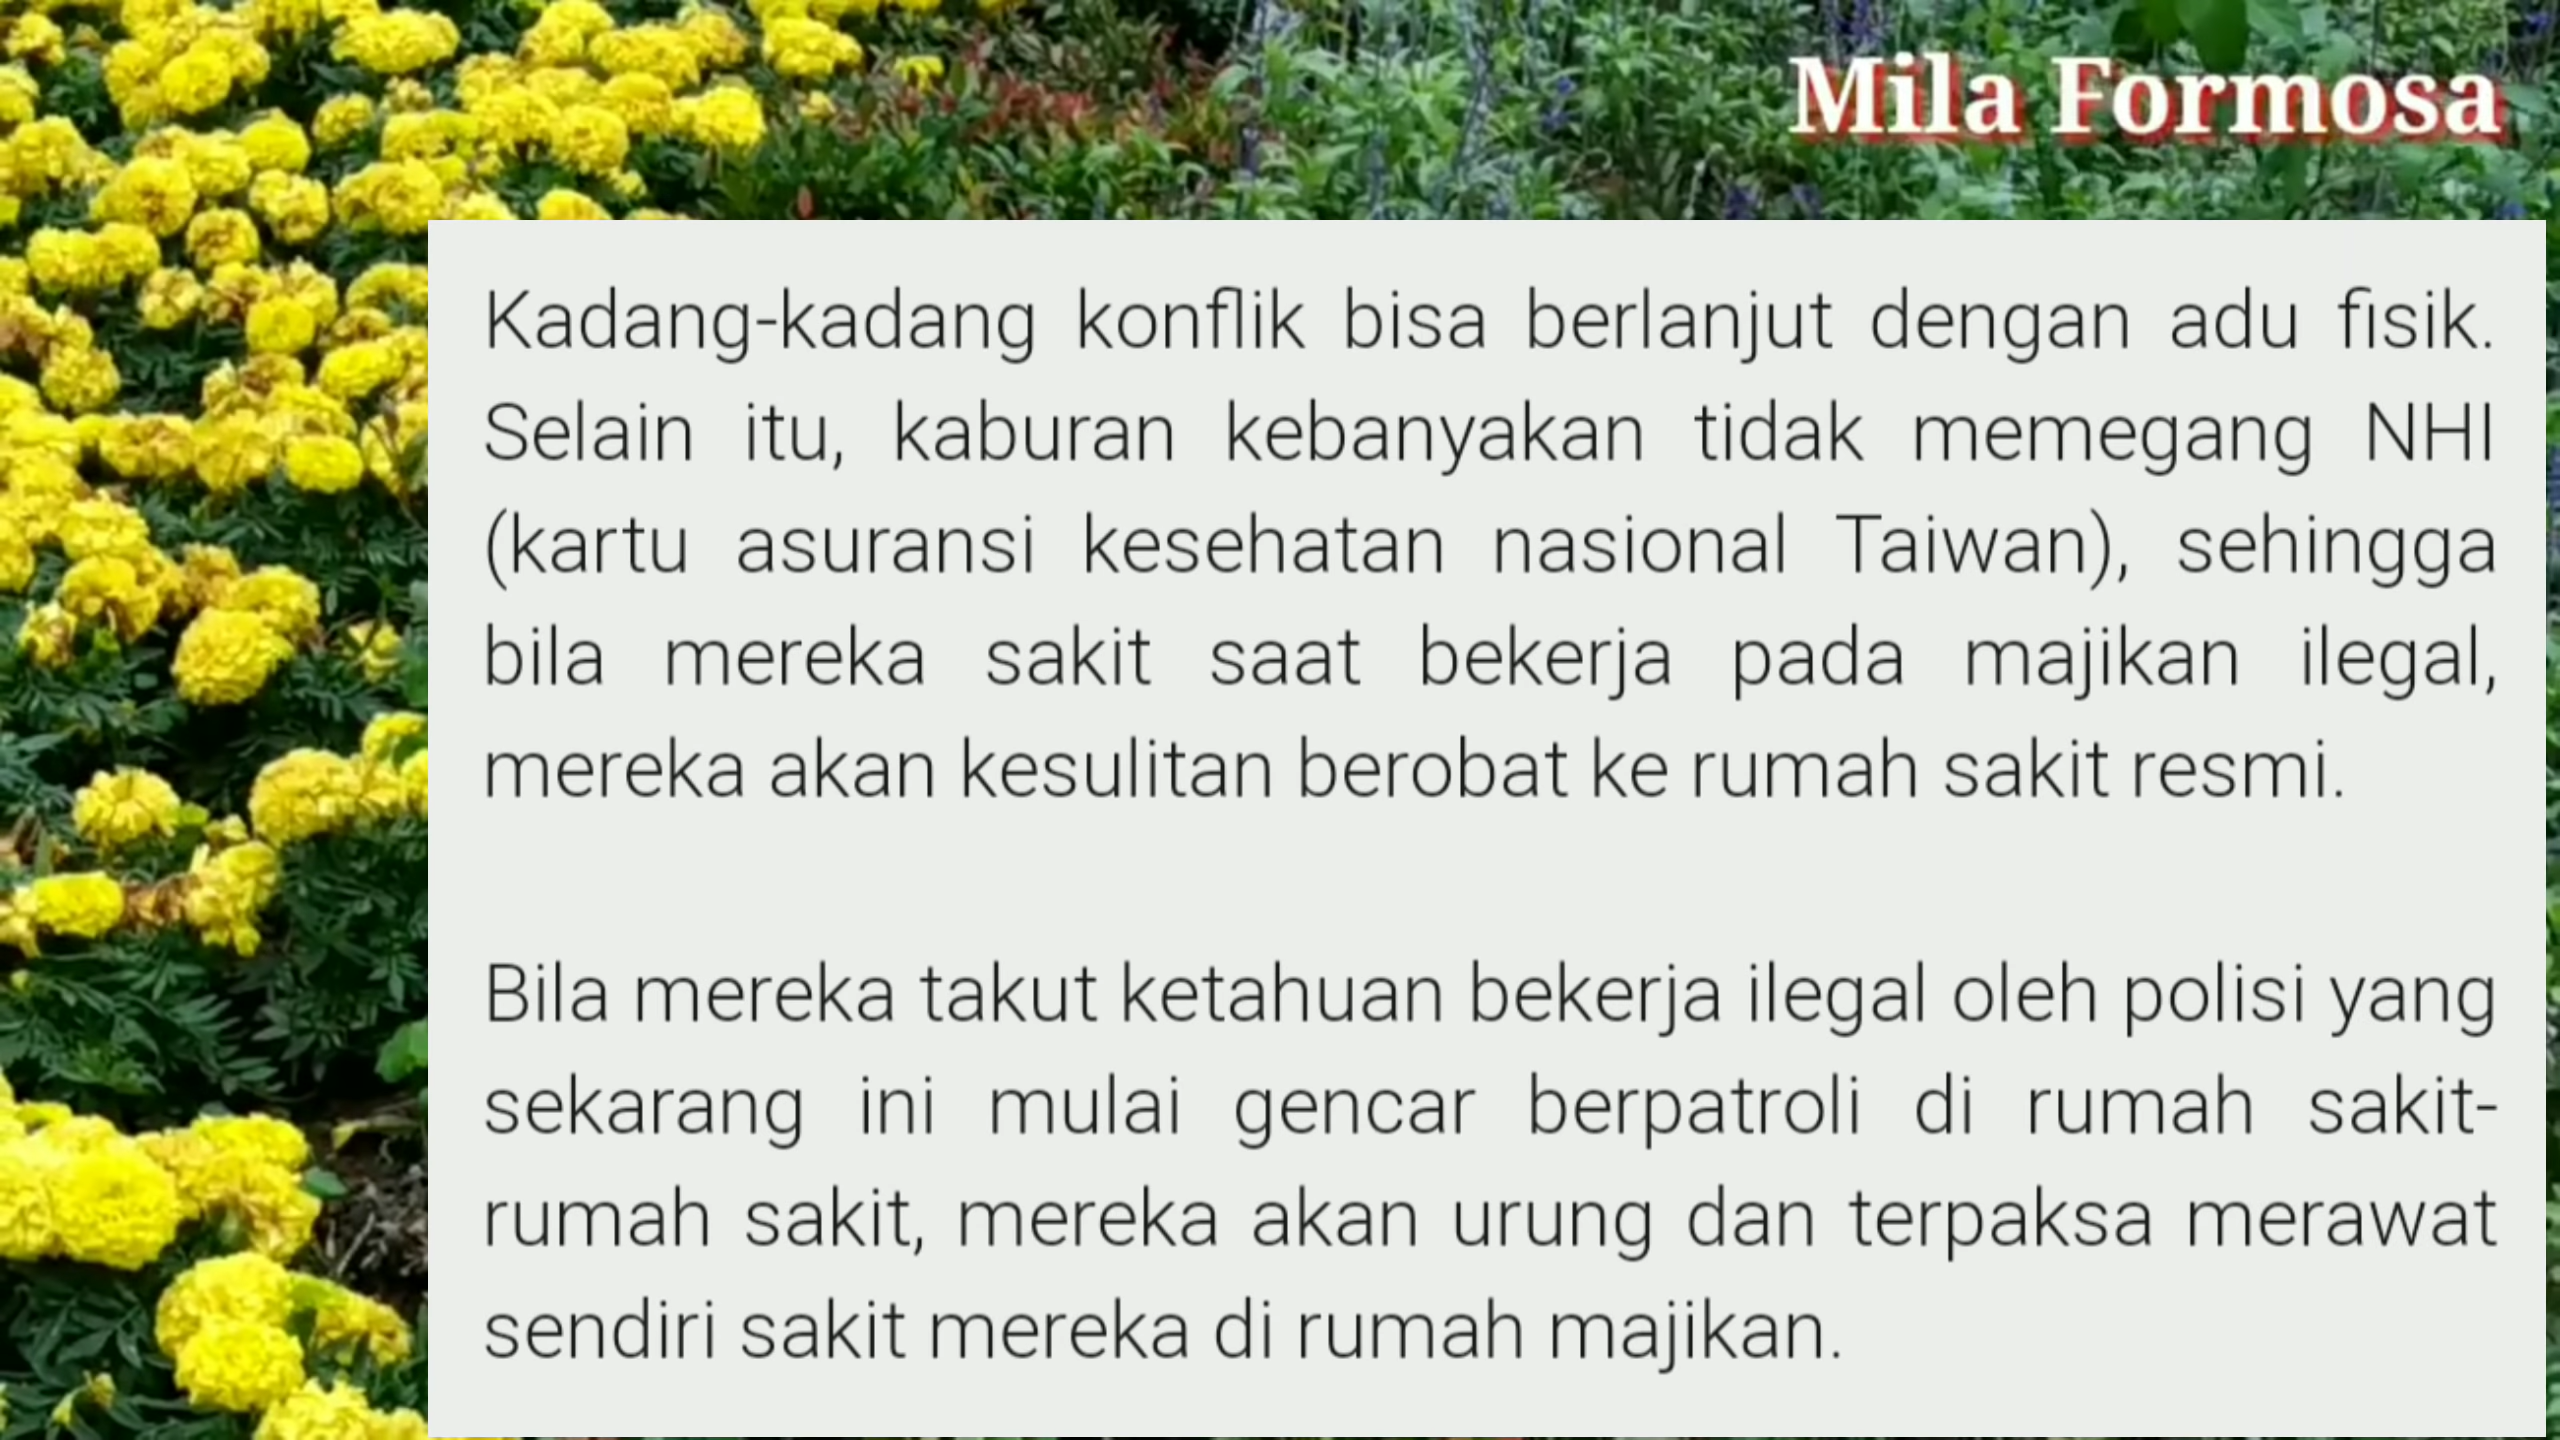 Mila Formosa
Kadang-kadang konflik bisa berlanjut dengan adu fisik.
Selain itu, kaburan kebanyakan tidak memegang NHI
(kartu asuransi kesehatan nasional Taiwan), sehingga
bila mereka sakit saat bekerja pada majikan ilegal,
mereka akan kesulitan berobat ke rumah sakit resmi.
Bila mereka takut ketahuan bekerja ilegal oleh polisi yang
sekarang ini mulai gencar berpatroli di rumah sakit-
rumah sakit, mereka akan urung dan terpaksa merawat
sendiri sakit mereka di rumah majikan.